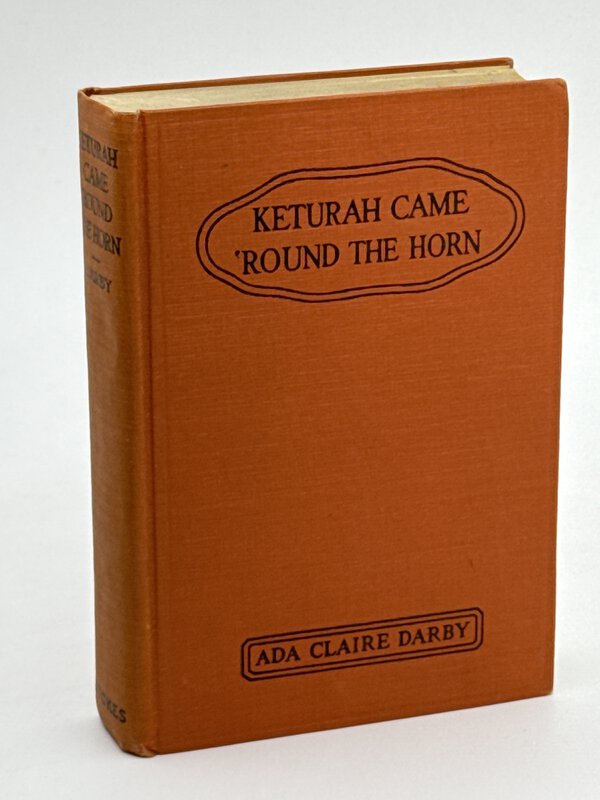 KETURAH CAME
'ROUND THE HORN
ADA CLAIRE DARBY
KETURAH
CAME
'ROUND
THE HORN
DARBY
STOKES